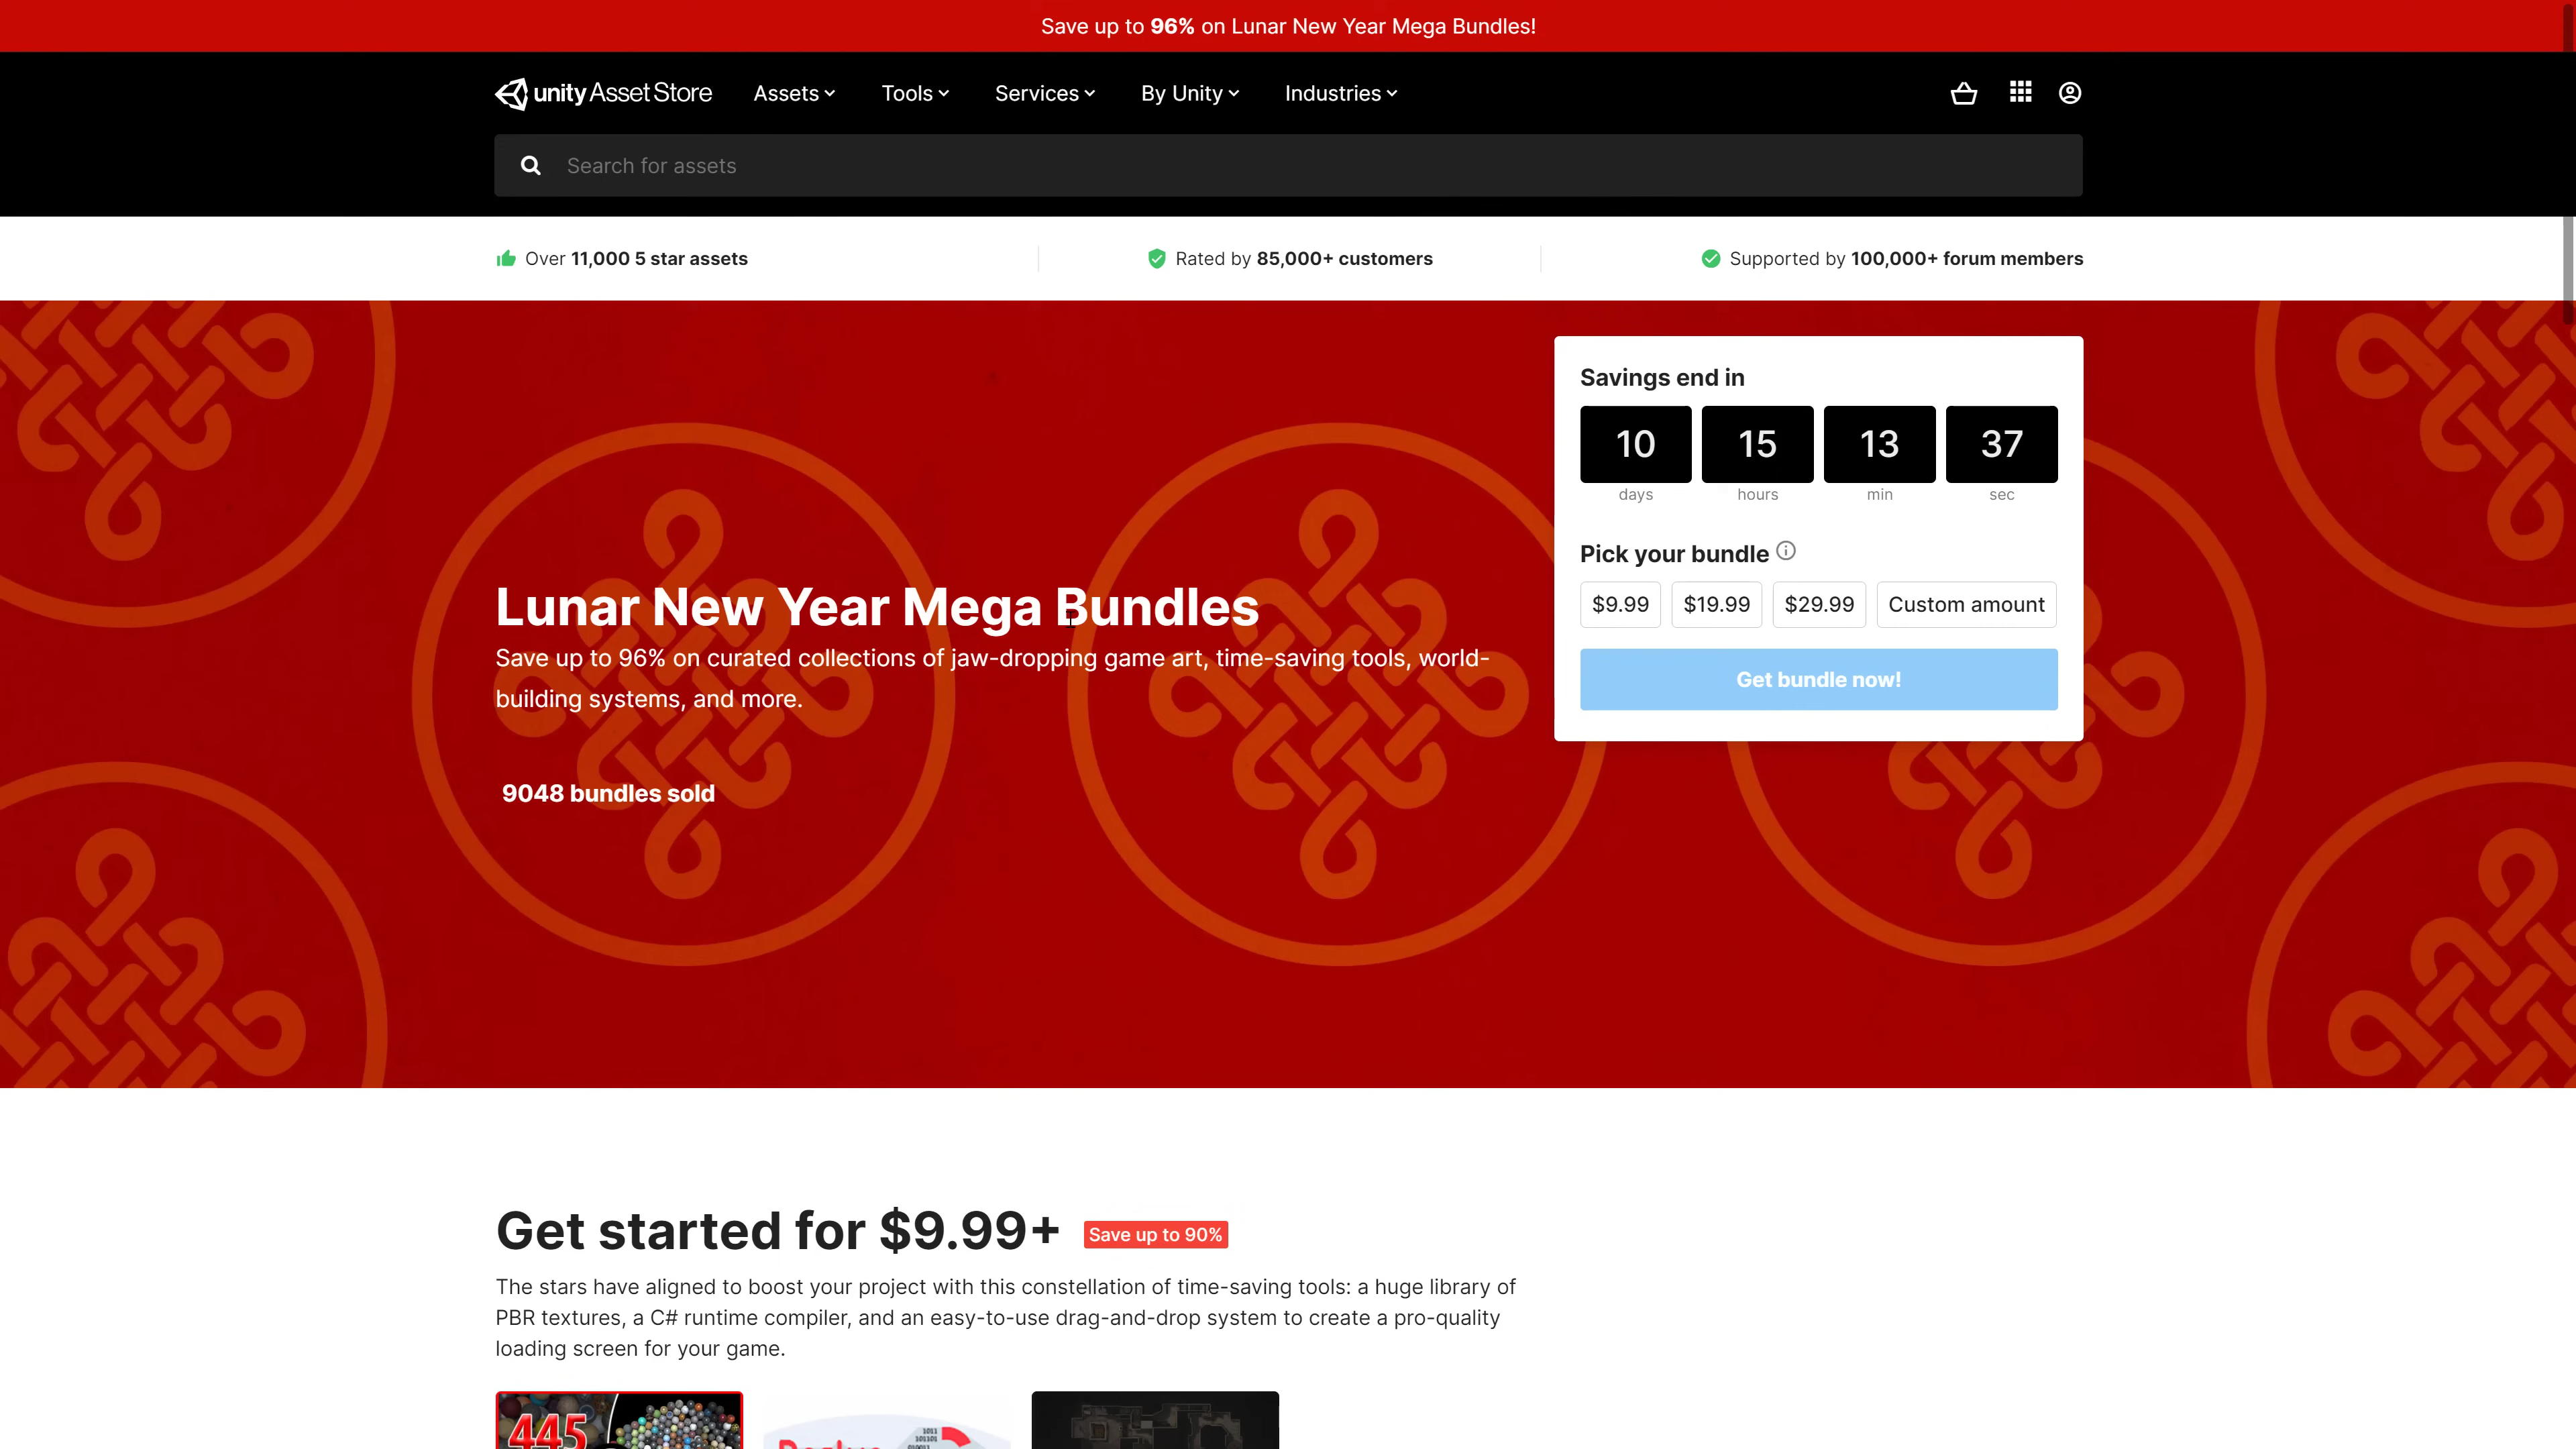 Save up to 96% on Lunar New Year Mega Bundles!
unity Asset Store
Assets
Tools
Services
By Unity
Industries
Search for assets
Over 11,000 5 star assets
Rated by 85,000+ customers
Supported by 100,000+ forum members
Lunar New Year Mega Bundles
Save up to 96% on curated collections of jaw-dropping game art, time-saving tools, world-
building systems, and more.
9048 bundles sold
Savings end in
10 15 13 37
days hours min sec
Pick your bundle
$9.99 $19.99 $29.99 Custom amount
Get bundle now!
Get started for $9.99+ Save up to 90%
The stars have aligned to boost your project with this constellation of time-saving tools: a huge library of
PBR textures, a C# runtime compiler, and an easy-to-use drag-and-drop system to create a pro-quality
loading screen for your game.
445